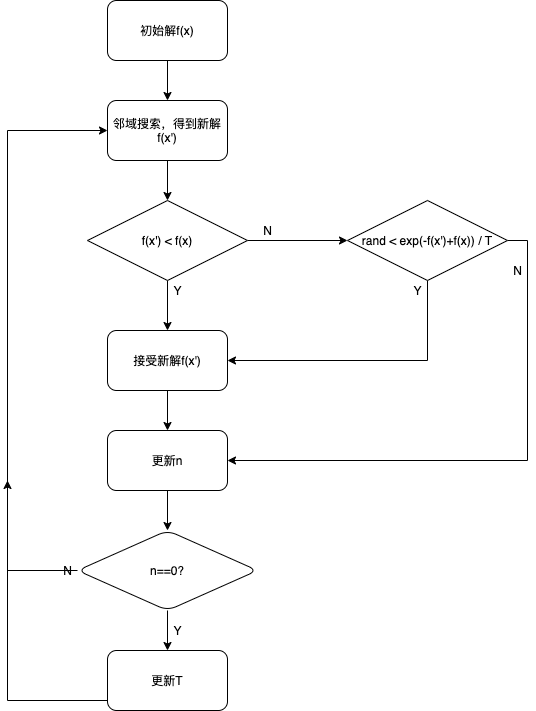 初始解f(x)
邻域搜索，得到新解
f(x')
f(x') < f(x)
N
rand < exp(-f(x')+f(x)) / T
N
Y
Y
接受新解f(x')
更新n
N
n==0?
Y
更新T